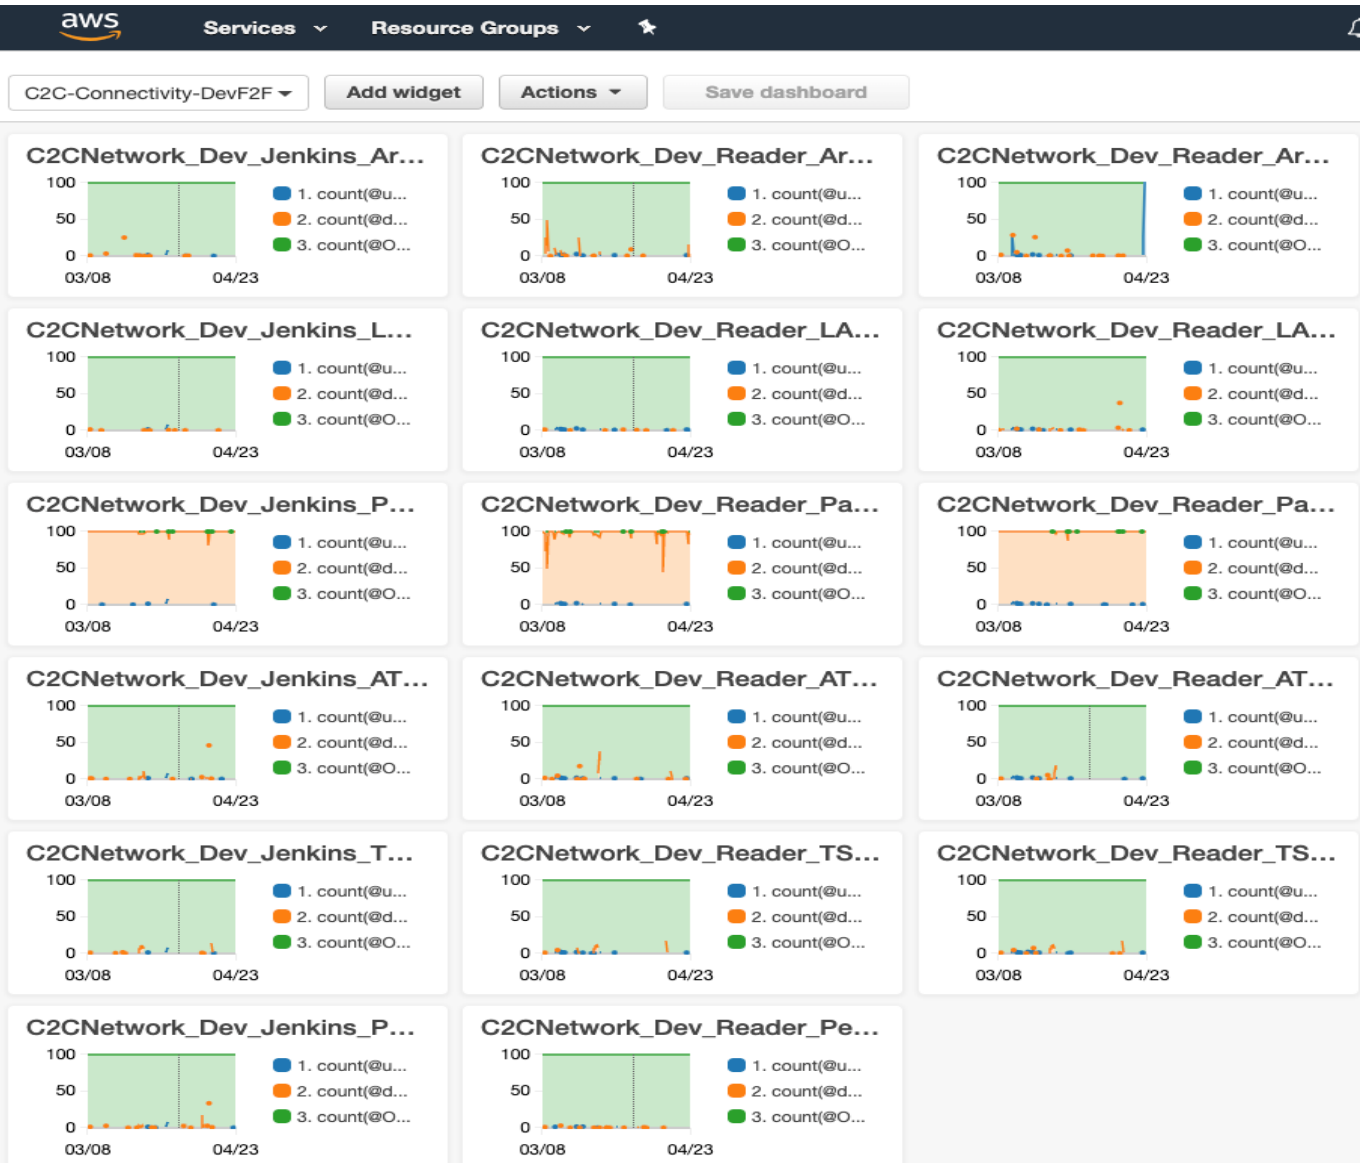 aws Services Resource Groups
C2C-Connectivity-DevF2F Add widget Actions Save dashboard
C2CNetwork_Dev_Jenkins_Ar...
100
50
0
03/08 04/23
1. count(@u...
2. count(@d...
3. count(@O...
C2CNetwork_Dev_Reader_Ar...
100
50
0
03/08 04/23
1. count(@u...
2. count(@d...
3. count(@O...
C2CNetwork_Dev_Reader_Ar...
100
50
0
03/08 04/23
1. count(@u...
2. count(@d...
3. count(@O...
C2CNetwork_Dev_Jenkins_L...
100
50
0
03/08 04/23
1. count(@u...
2. count(@d...
3. count(@O...
C2CNetwork_Dev_Reader_LA...
100
50
0
03/08 04/23
1. count(@u...
2. count(@d...
3. count(@O...
C2CNetwork_Dev_Reader_LA...
100
50
0
03/08 04/23
1. count(@u...
2. count(@d...
3. count(@O...
C2CNetwork_Dev_Jenkins_P...
100
50
0
03/08 04/23
1. count(@u...
2. count(@d...
3. count(@O...
C2CNetwork_Dev_Reader_Pa...
100
50
0
03/08 04/23
1. count(@u...
2. count(@d...
3. count(@O...
C2CNetwork_Dev_Reader_Pa...
100
50
0
03/08 04/23
1. count(@u...
2. count(@d...
3. count(@O...
C2CNetwork_Dev_Jenkins_AT...
100
50
0
03/08 04/23
1. count(@u...
2. count(@d...
3. count(@O...
C2CNetwork_Dev_Reader_AT...
100
50
0
03/08 04/23
1. count(@u...
2. count(@d...
3. count(@O...
C2CNetwork_Dev_Reader_AT...
100
50
0
03/08 04/23
1. count(@u...
2. count(@d...
3. count(@O...
C2CNetwork_Dev_Jenkins_T...
100
50
0
03/08 04/23
1. count(@u...
2. count(@d...
3. count(@O...
C2CNetwork_Dev_Reader_TS...
100
50
0
03/08 04/23
1. count(@u...
2. count(@d...
3. count(@O...
C2CNetwork_Dev_Reader_TS...
100
50
0
03/08 04/23
1. count(@u...
2. count(@d...
3. count(@O...
C2CNetwork_Dev_Jenkins_P...
100
50
0
03/08 04/23
1. count(@u...
2. count(@d...
3. count(@O...
C2CNetwork_Dev_Reader_Pe...
100
50
0
03/08 04/23
1. count(@u...
2. count(@d...
3. count(@O...